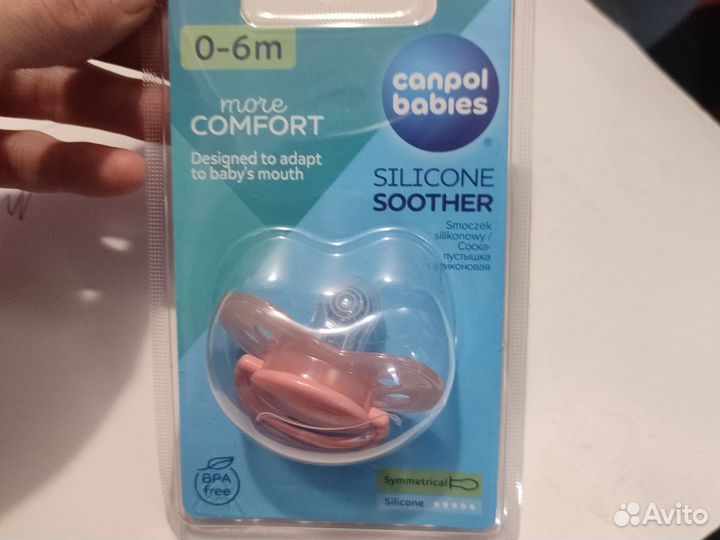 0-6m
canpol
babies
®
more
COMFORT
Designed to adapt
to baby's mouth
SILICONE
SOOTHER
Smoczek
silikonowy /
Соска-
пустышка
силиконовая
BPA
free
Symmetrical
Silicone
Avito